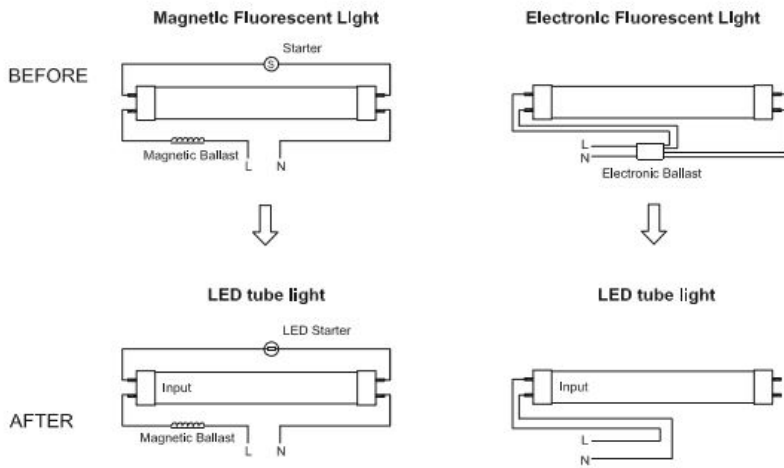 Magnetic Fluorescent Light
Electronic Fluorescent Light
BEFORE
Starter
S
Magnetic Ballast
L
N
L
N
Electronic Ballast
LED tube light
LED tube light
AFTER
LED Starter
Input
Magnetic Ballast
L
N
Input
L
N